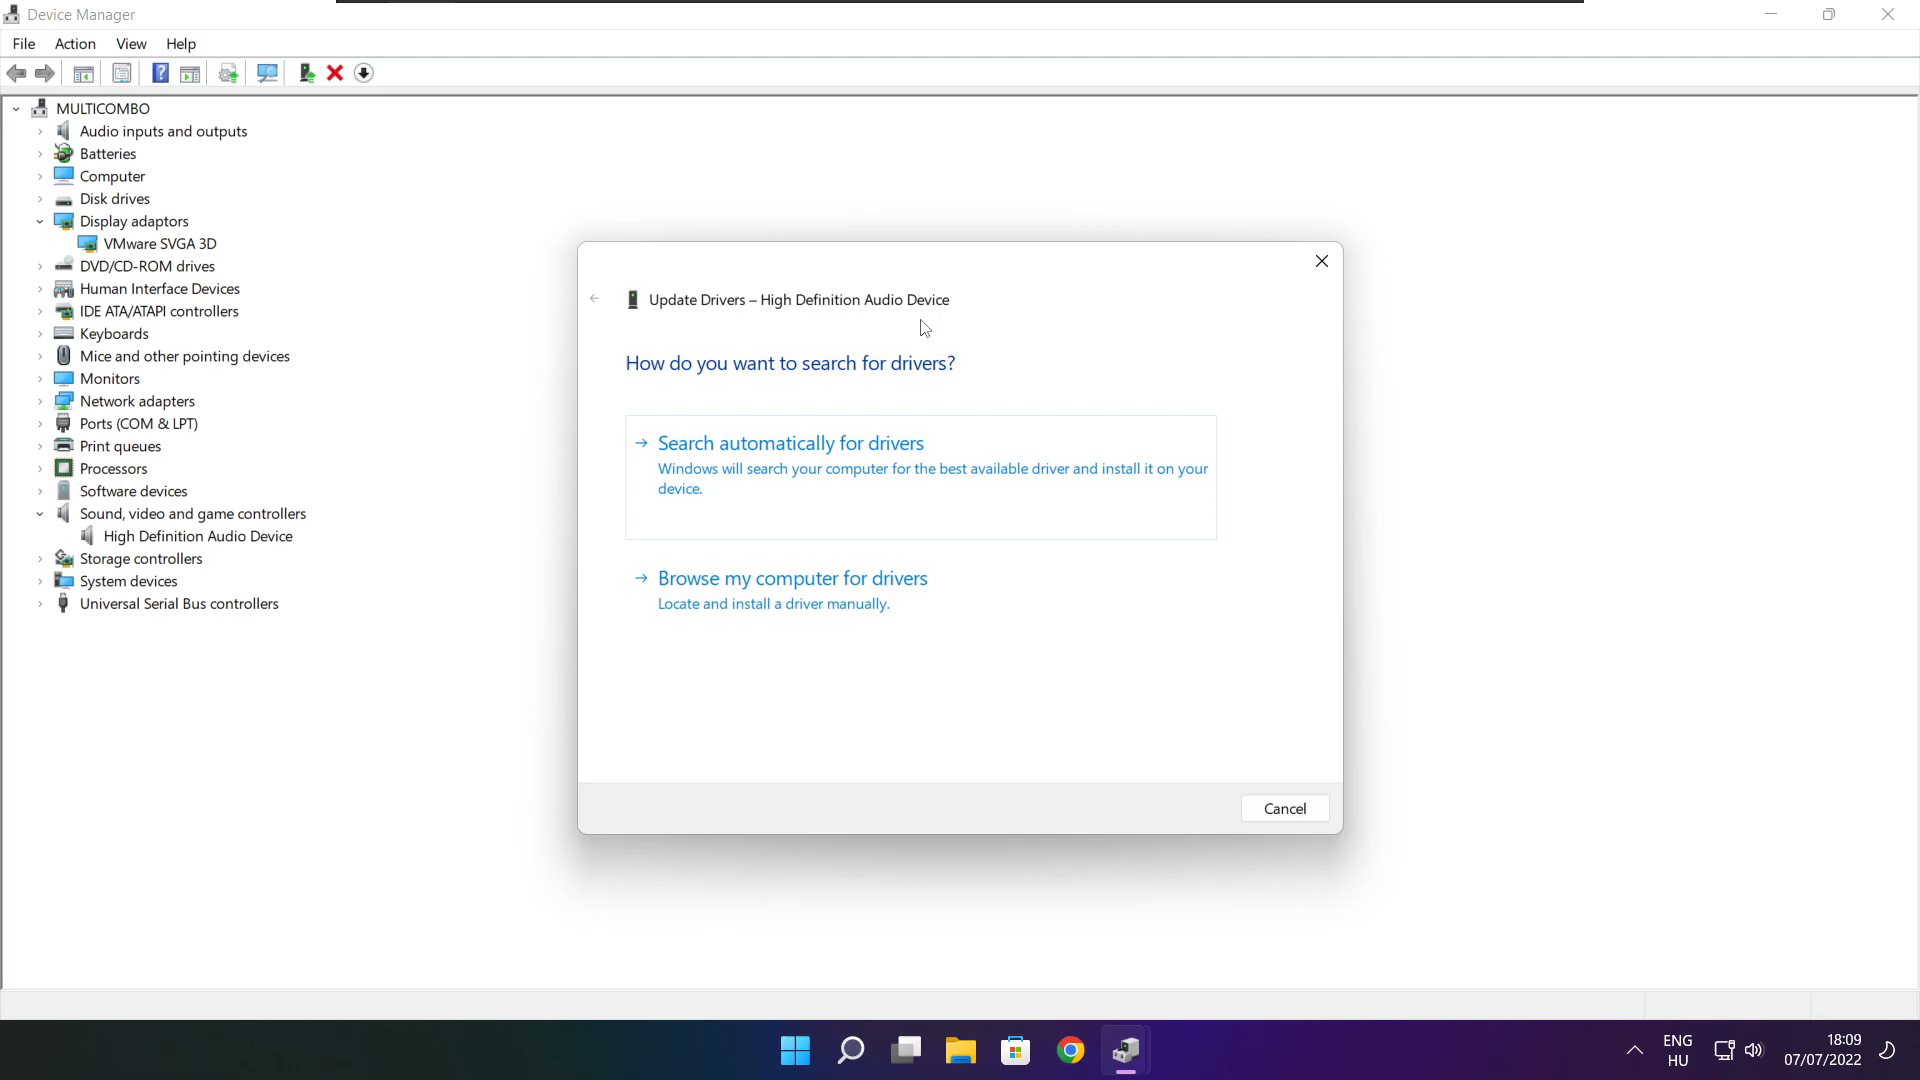 Device Manager
File Action View Help
MULTICOMBO
Audio inputs and outputs
Batteries
Computer
Disk drives
Display adaptors
VMware SVGA 3D
DVD/CD-ROM drives
Human Interface Devices
IDE ATA/ATAPI controllers
Keyboards
Mice and other pointing devices
Monitors
Network adapters
Ports (COM & LPT)
Print queues
Processors
Software devices
Sound, video and game controllers
High Definition Audio Device
Storage controllers
System devices
Universal Serial Bus controllers
Update Drivers – High Definition Audio Device
How do you want to search for drivers?
Search automatically for drivers
Windows will search your computer for the best available driver and install it on your
device.
Browse my computer for drivers
Locate and install a driver manually.
Cancel
ENG
HU
18:09
07/07/2022